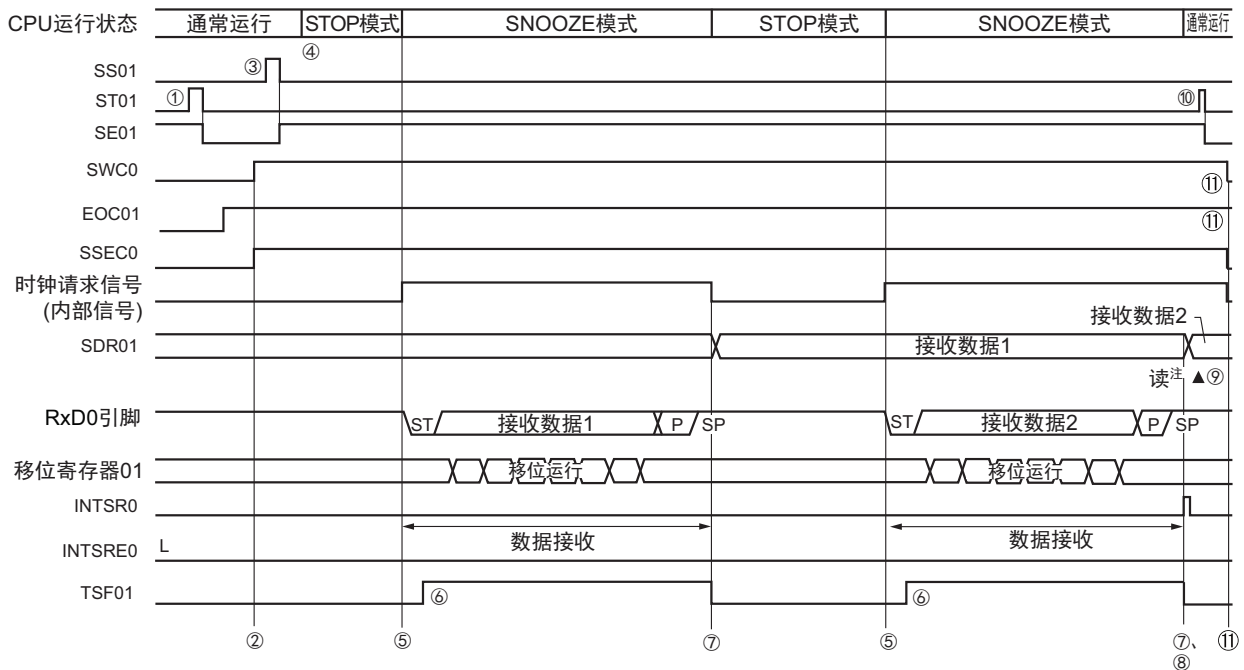 CPU运行状态 通常运行 STOP模式 SNOOZE模式 STOP模式 SNOOZE模式 通常运行
④
SS01 ③
ST01 ① ⑩
SE01
SWC0 ⑪
EOC01 ⑪
SSEC0
时钟请求信号
(内部信号)
接收数据2
SDR01 接收数据1
读注 ▲⑨
RxD0引脚 ST 接收数据1 P SP ST 接收数据2 P SP
移位寄存器01 移位运行 移位运行
INTSR0
数据接收 数据接收
INTSRE0 L
TSF01 ⑥ ⑥
② ⑤ ⑦ ⑤ ⑦、 ⑪
⑧